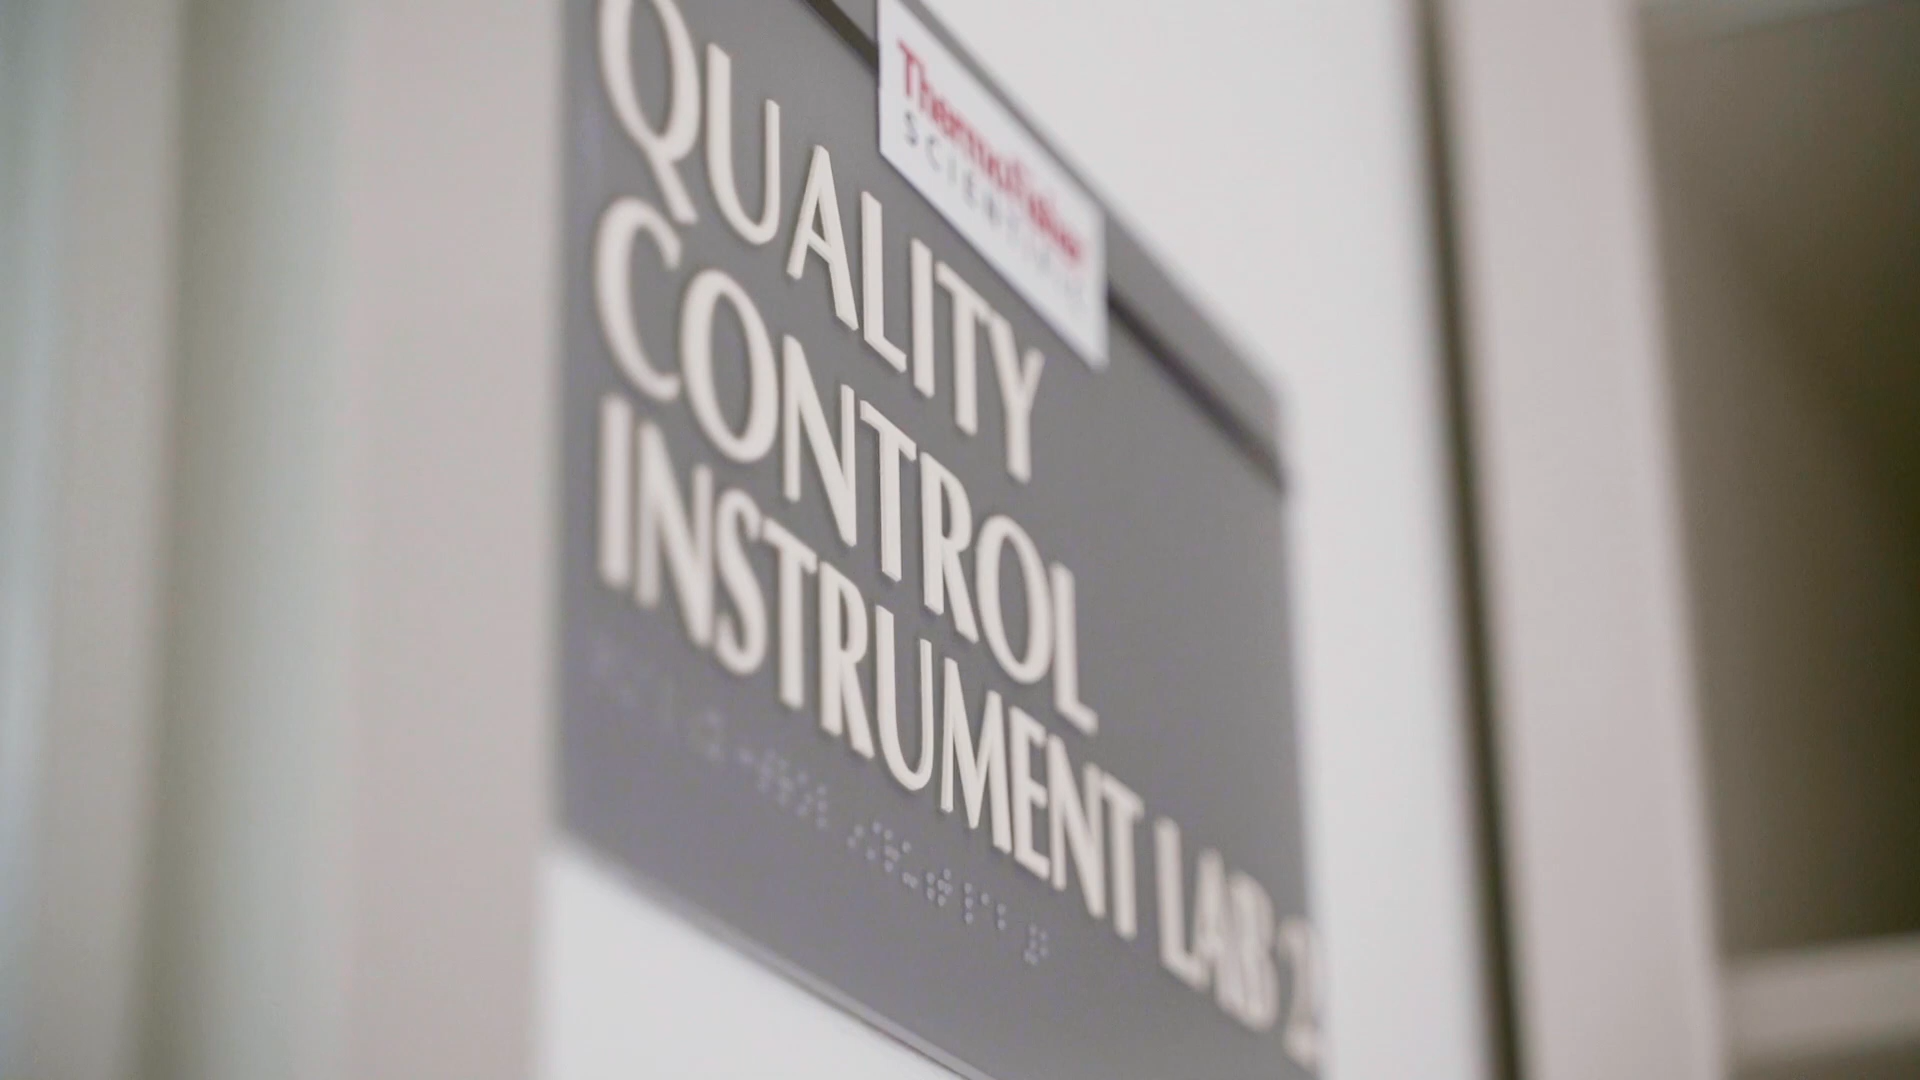 ThermoFisher
SCIENTIFIC
QUALITY
CONTROL
INSTRUMENT LAB